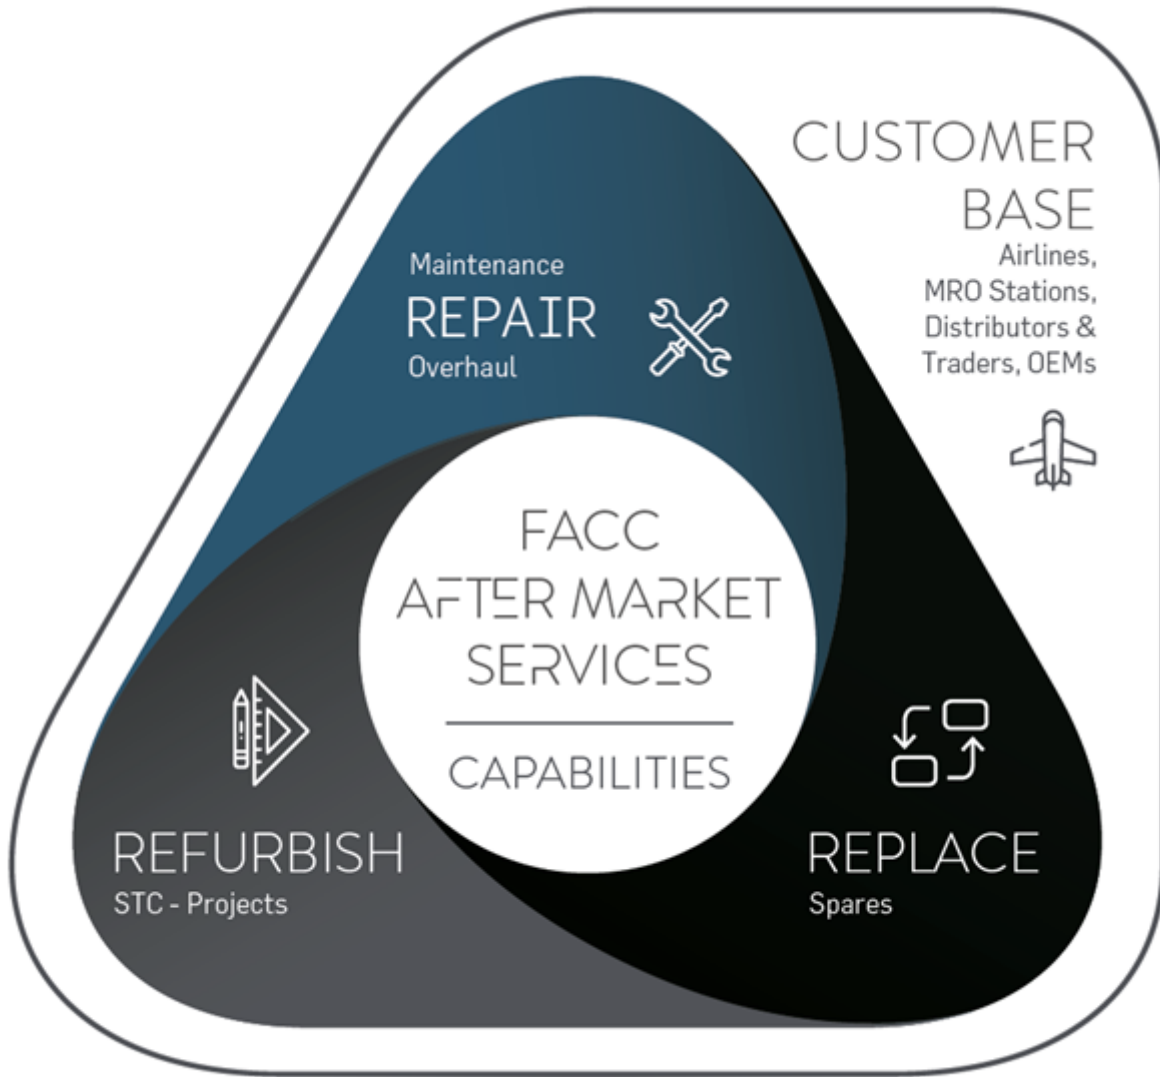 CUSTOMER
BASE
Airlines,
MRO Stations,
Distributors &
Traders, OEMs
Maintenance
REPAIR
Overhaul
FACC
AFTER MARKET
SERVICES
CAPABILITIES
REFURBISH
STC - Projects
REPLACE
Spares